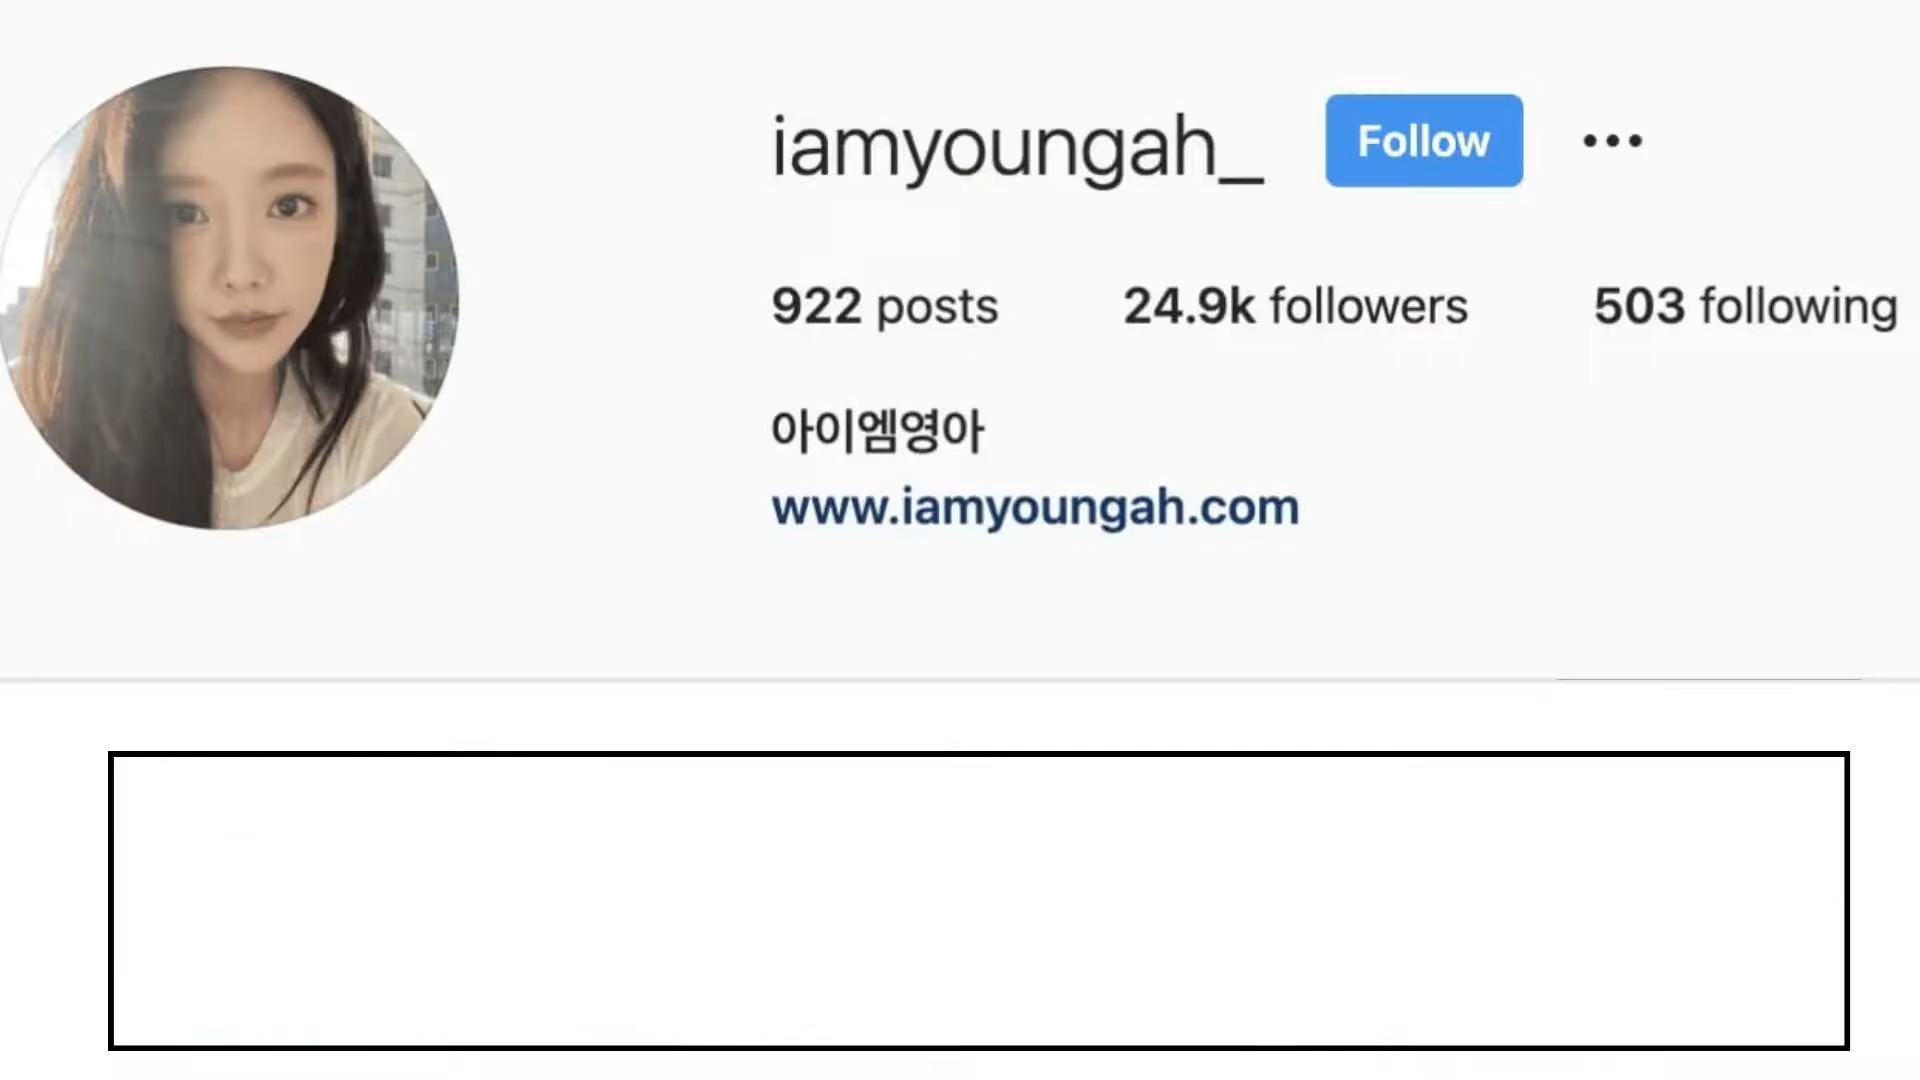 iamyoungah_ Follow •••
922 posts 24.9k followers 503 following
아이엠영아
www.iamyoungah.com